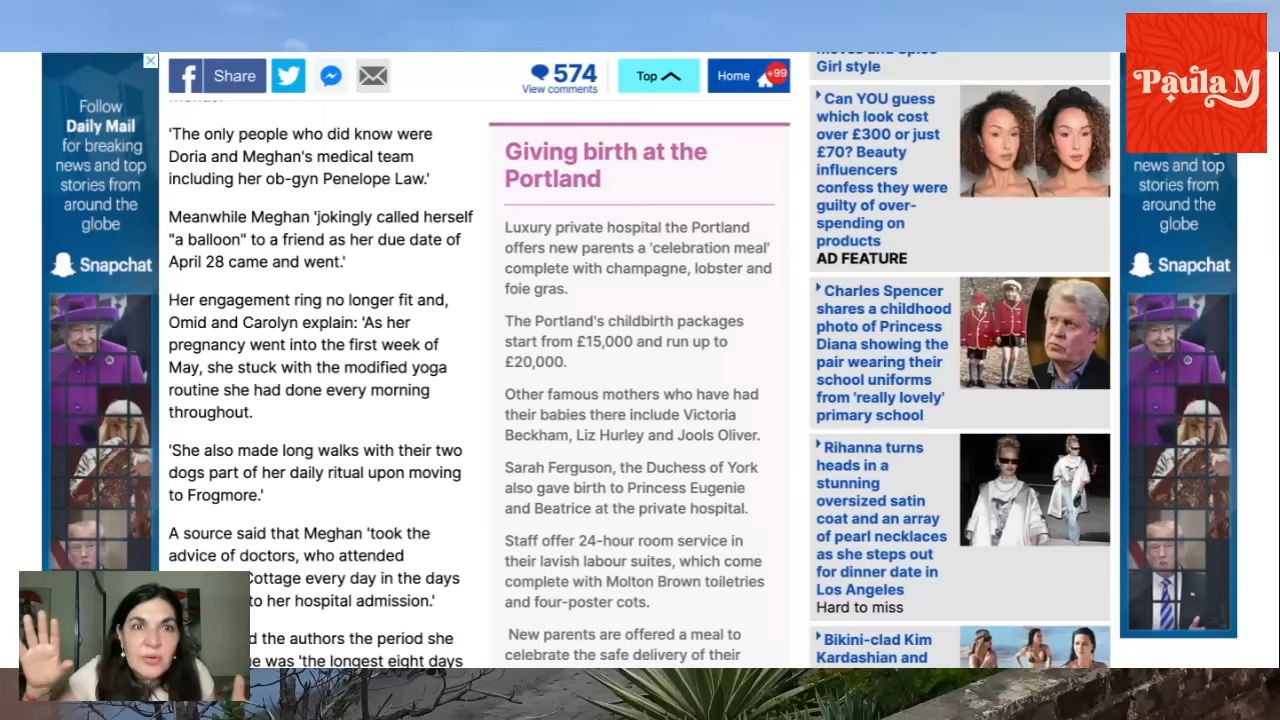 Follow
Daily Mail
for breaking
news and top
stories from
around the
globe
Snapchat
f Share
574
View comments
Top
Home
+99
'The only people who did know were
Doria and Meghan's medical team
including her ob-gyn Penelope Law.'
Meanwhile Meghan 'jokingly called herself
"a balloon" to a friend as her due date of
April 28 came and went.'
Her engagement ring no longer fit and,
Omid and Carolyn explain: 'As her
pregnancy went into the first week of
May, she stuck with the modified yoga
routine she had done every morning
throughout.
'She also made long walks with their two
dogs part of her daily ritual upon moving
to Frogmore.'
A source said that Meghan 'took the
advice of doctors, who attended
Cottage every day in the days
to her hospital admission.'
d the authors the period she
was 'the longest eight days
Giving birth at the
Portland
Luxury private hospital the Portland
offers new parents a 'celebration meal'
complete with champagne, lobster and
foie gras.
The Portland's childbirth packages
start from £15,000 and run up to
£20,000.
Other famous mothers who have had
their babies there include Victoria
Beckham, Liz Hurley and Jools Oliver.
Sarah Ferguson, the Duchess of York
also gave birth to Princess Eugenie
and Beatrice at the private hospital.
Staff offer 24-hour room service in
their lavish labour suites, which come
complete with Molton Brown toiletries
and four-poster cots.
New parents are offered a meal to
celebrate the safe delivery of their
Girl style
Can YOU guess
which look cost
over £300 or just
£70? Beauty
influencers
confess they were
guilty of over-
spending on
products
AD FEATURE
Charles Spencer
shares a childhood
photo of Princess
Diana showing the
pair wearing their
school uniforms
from 'really lovely'
primary school
Rihanna turns
heads in a
stunning
oversized satin
coat and an array
of pearl necklaces
as she steps out
for dinner date in
Los Angeles
Hard to miss
Bikini-clad Kim
Kardashian and
Paula M
news and top
stories from
around the
globe
Snapchat